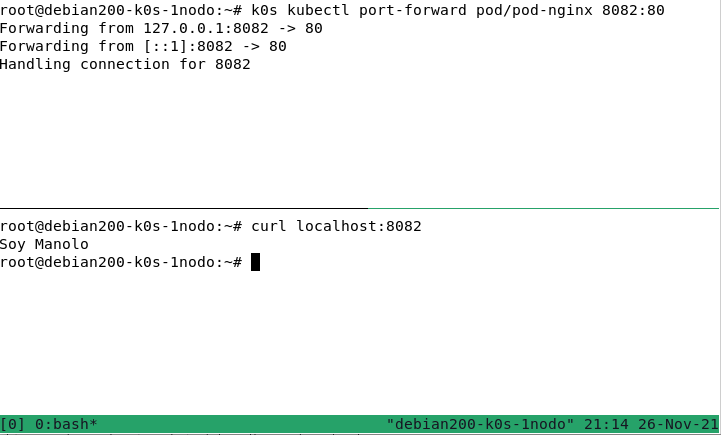 root@debian200-k0s-1nodo:~# k0s kubectl port-forward pod/pod-nginx 8082:80
Forwarding from 127.0.0.1:8082 -> 80
Forwarding from [::1]:8082 -> 80
Handling connection for 8082
root@debian200-k0s-1nodo:~# curl localhost:8082
Soy Manolo
root@debian200-k0s-1nodo:~#
[0] 0:bash* "debian200-k0s-1nodo" 21:14 26-Nov-21